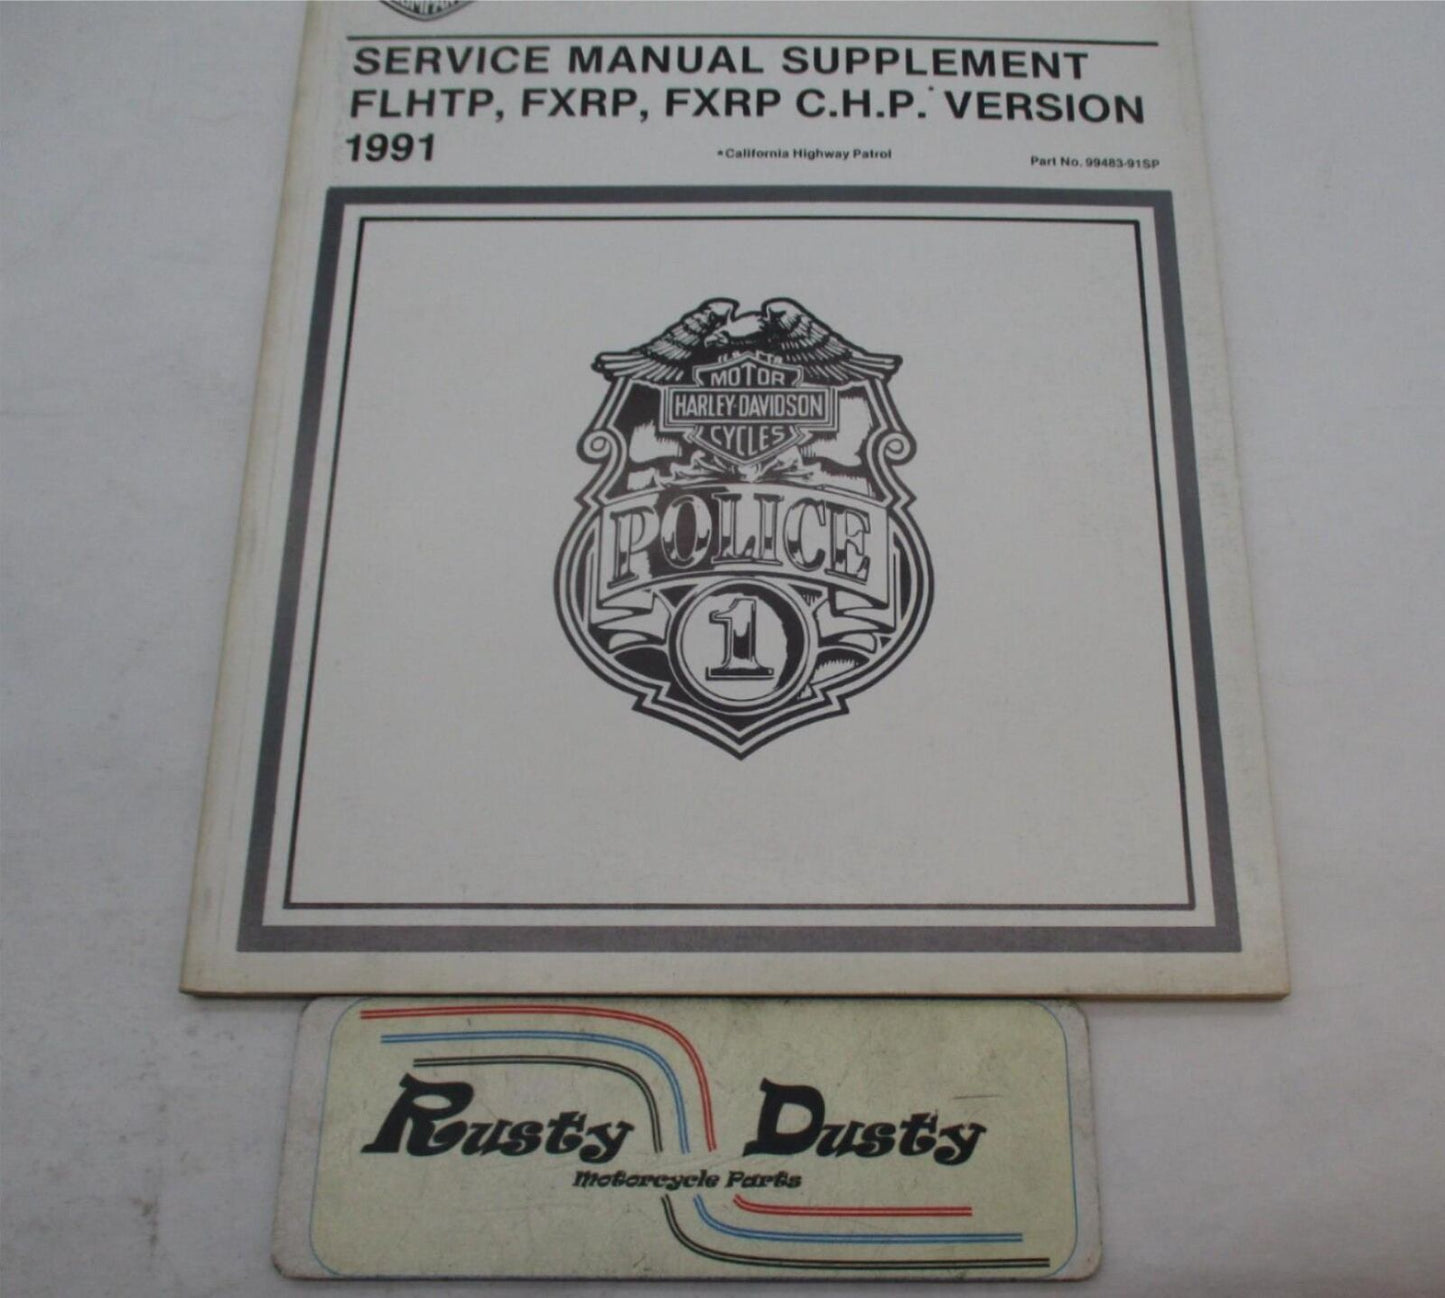 COMPANY
SERVICE MANUAL SUPPLEMENT
FLHTP, FXRP, FXRP C.H.P.* VERSION
1991
*California Highway Patrol
Part No. 99483-91SP
MOTOR
HARLEY-DAVIDSON
CYCLES
POLICE
1
Rusty Dusty
Motorcycle Parts